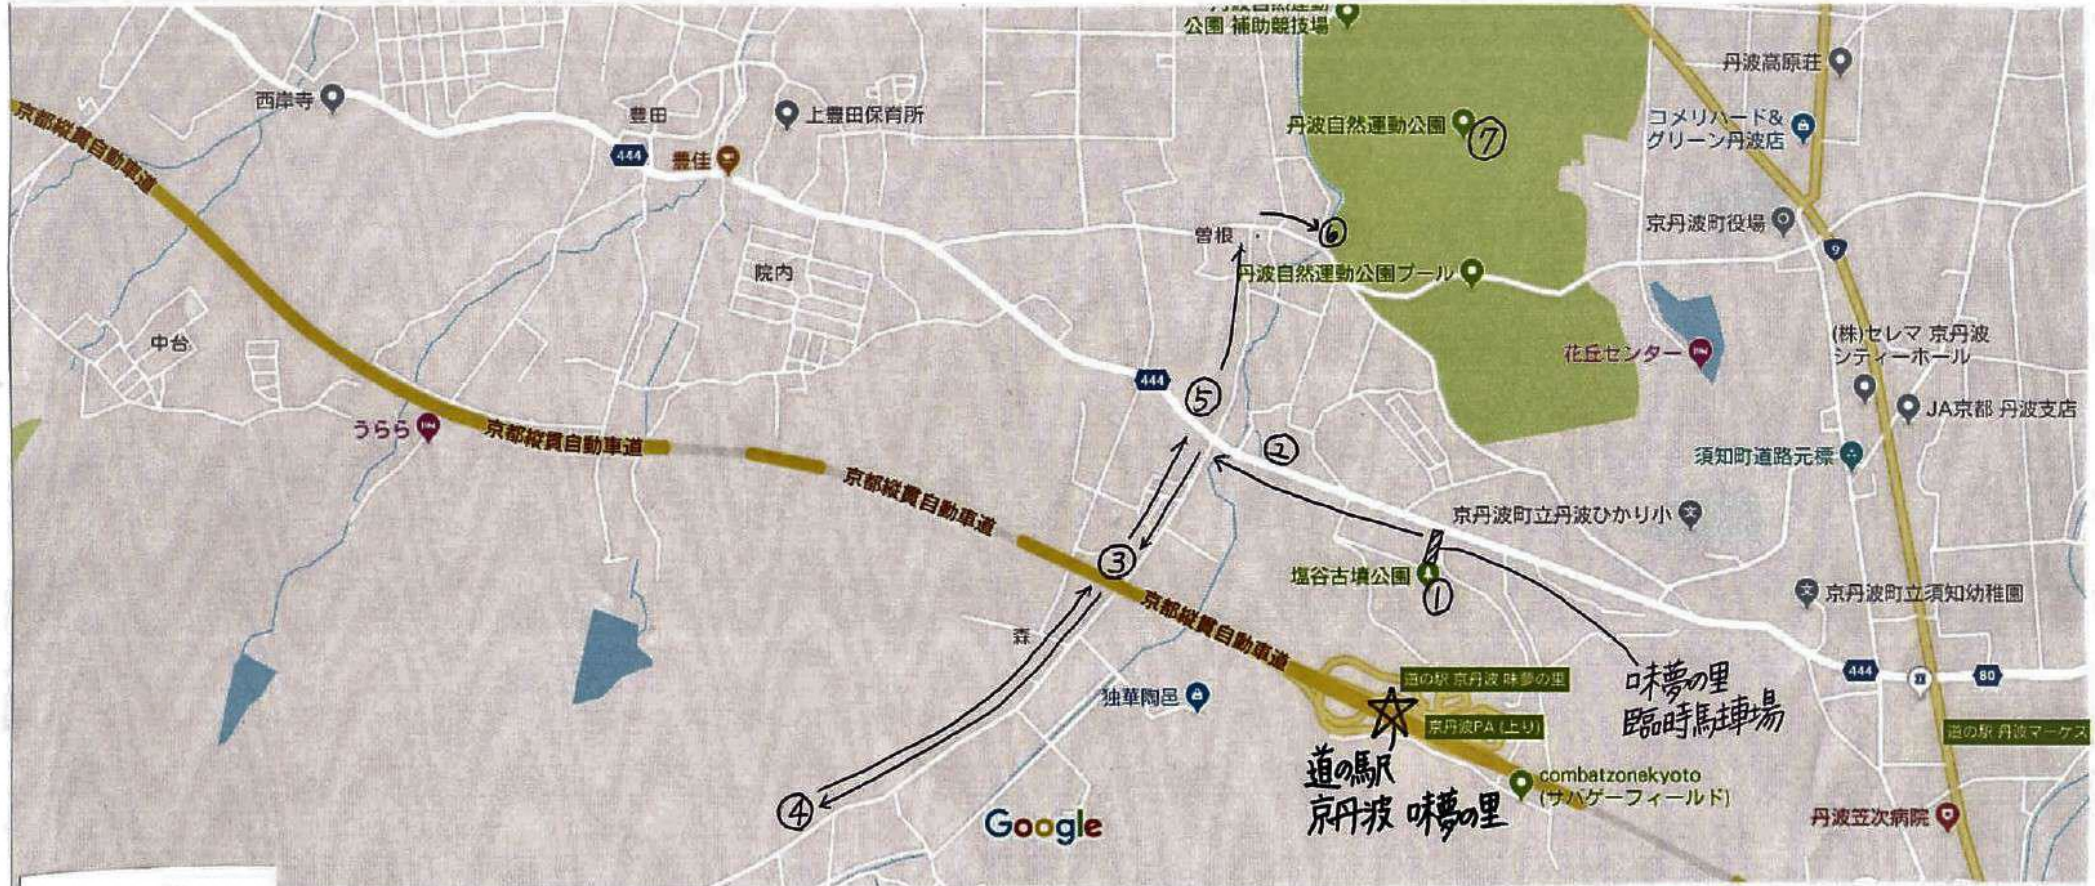 丹波自然運動
公園 補助競技場
丹波高原荘
西岸寺
京都縦貫自動車道
豊田
上豊田保育所
コメリハード&
グリーン丹波店
丹波自然運動公園
⑦
444
豊佳
京丹波町役場
曽根
⑥
9
院内
丹波自然運動公園プール
中台
(株)セレマ 京丹波
シティーホール
花丘センター
444
⑤
JA京都 丹波支店
うらら
京都縦貫自動車道
②
須知町道路元標
京都縦貫自動車道
京丹波町立丹波ひかり小
③
塩谷古墳公園
①
京丹波町立須知幼稚園
京都縦貫自動車道
森
独華陶邑
道の駅 京丹波 味夢の里
味夢の里
臨時駐車場
444
80
京丹波PA (上り)
道の駅 丹波マーケス
道の駅
京丹波 味夢の里
combatzonekyoto
(サバゲーフィールド)
④
Google
丹波笠次病院